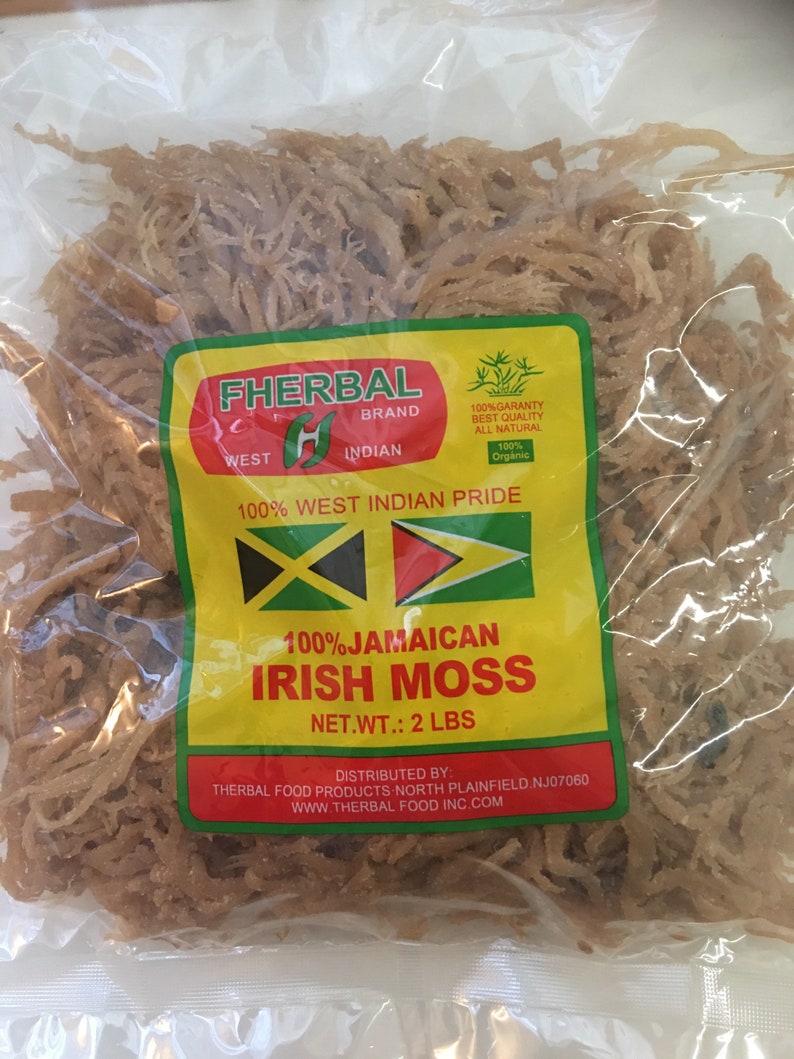 FHERBAL
BRAND
WEST H INDIAN
100%GARANTY
BEST QUALITY
ALL NATURAL
100%
Orgánic
100% WEST INDIAN PRIDE
100%JAMAICAN
IRISH MOSS
NET.WT.: 2 LBS
DISTRIBUTED BY:
THERBAL FOOD PRODUCTS·NORTH PLAINFIELD.NJ07060
WWW.THERBAL FOOD INC.COM